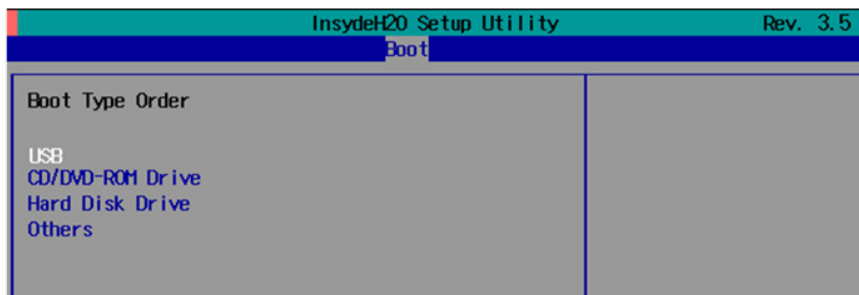 InsydeH2O Setup Utility Rev. 3.5
Boot
Boot Type Order
USB
CD/DVD-ROM Drive
Hard Disk Drive
Others